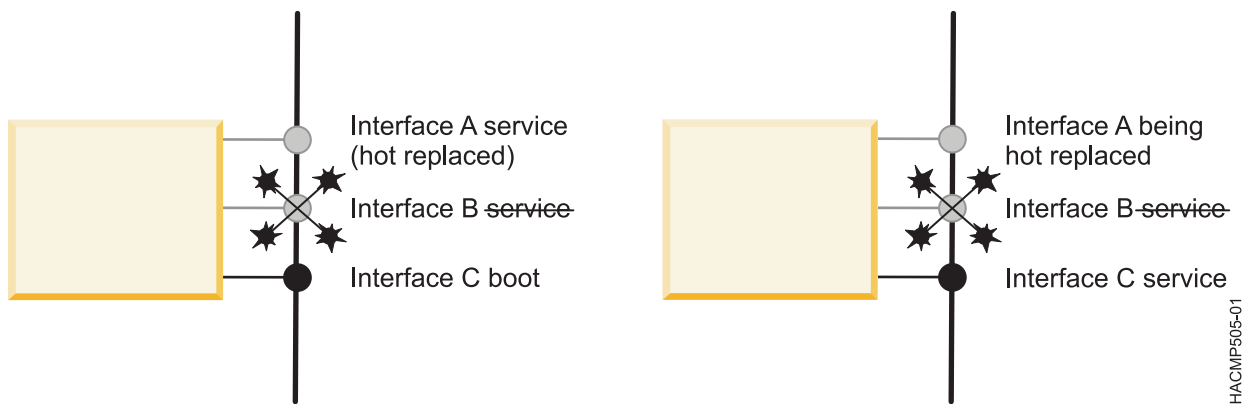 Interface A service
(hot replaced)
Interface B service
Interface C boot
Interface A being
hot replaced
Interface B service
Interface C service
HACMP505-01